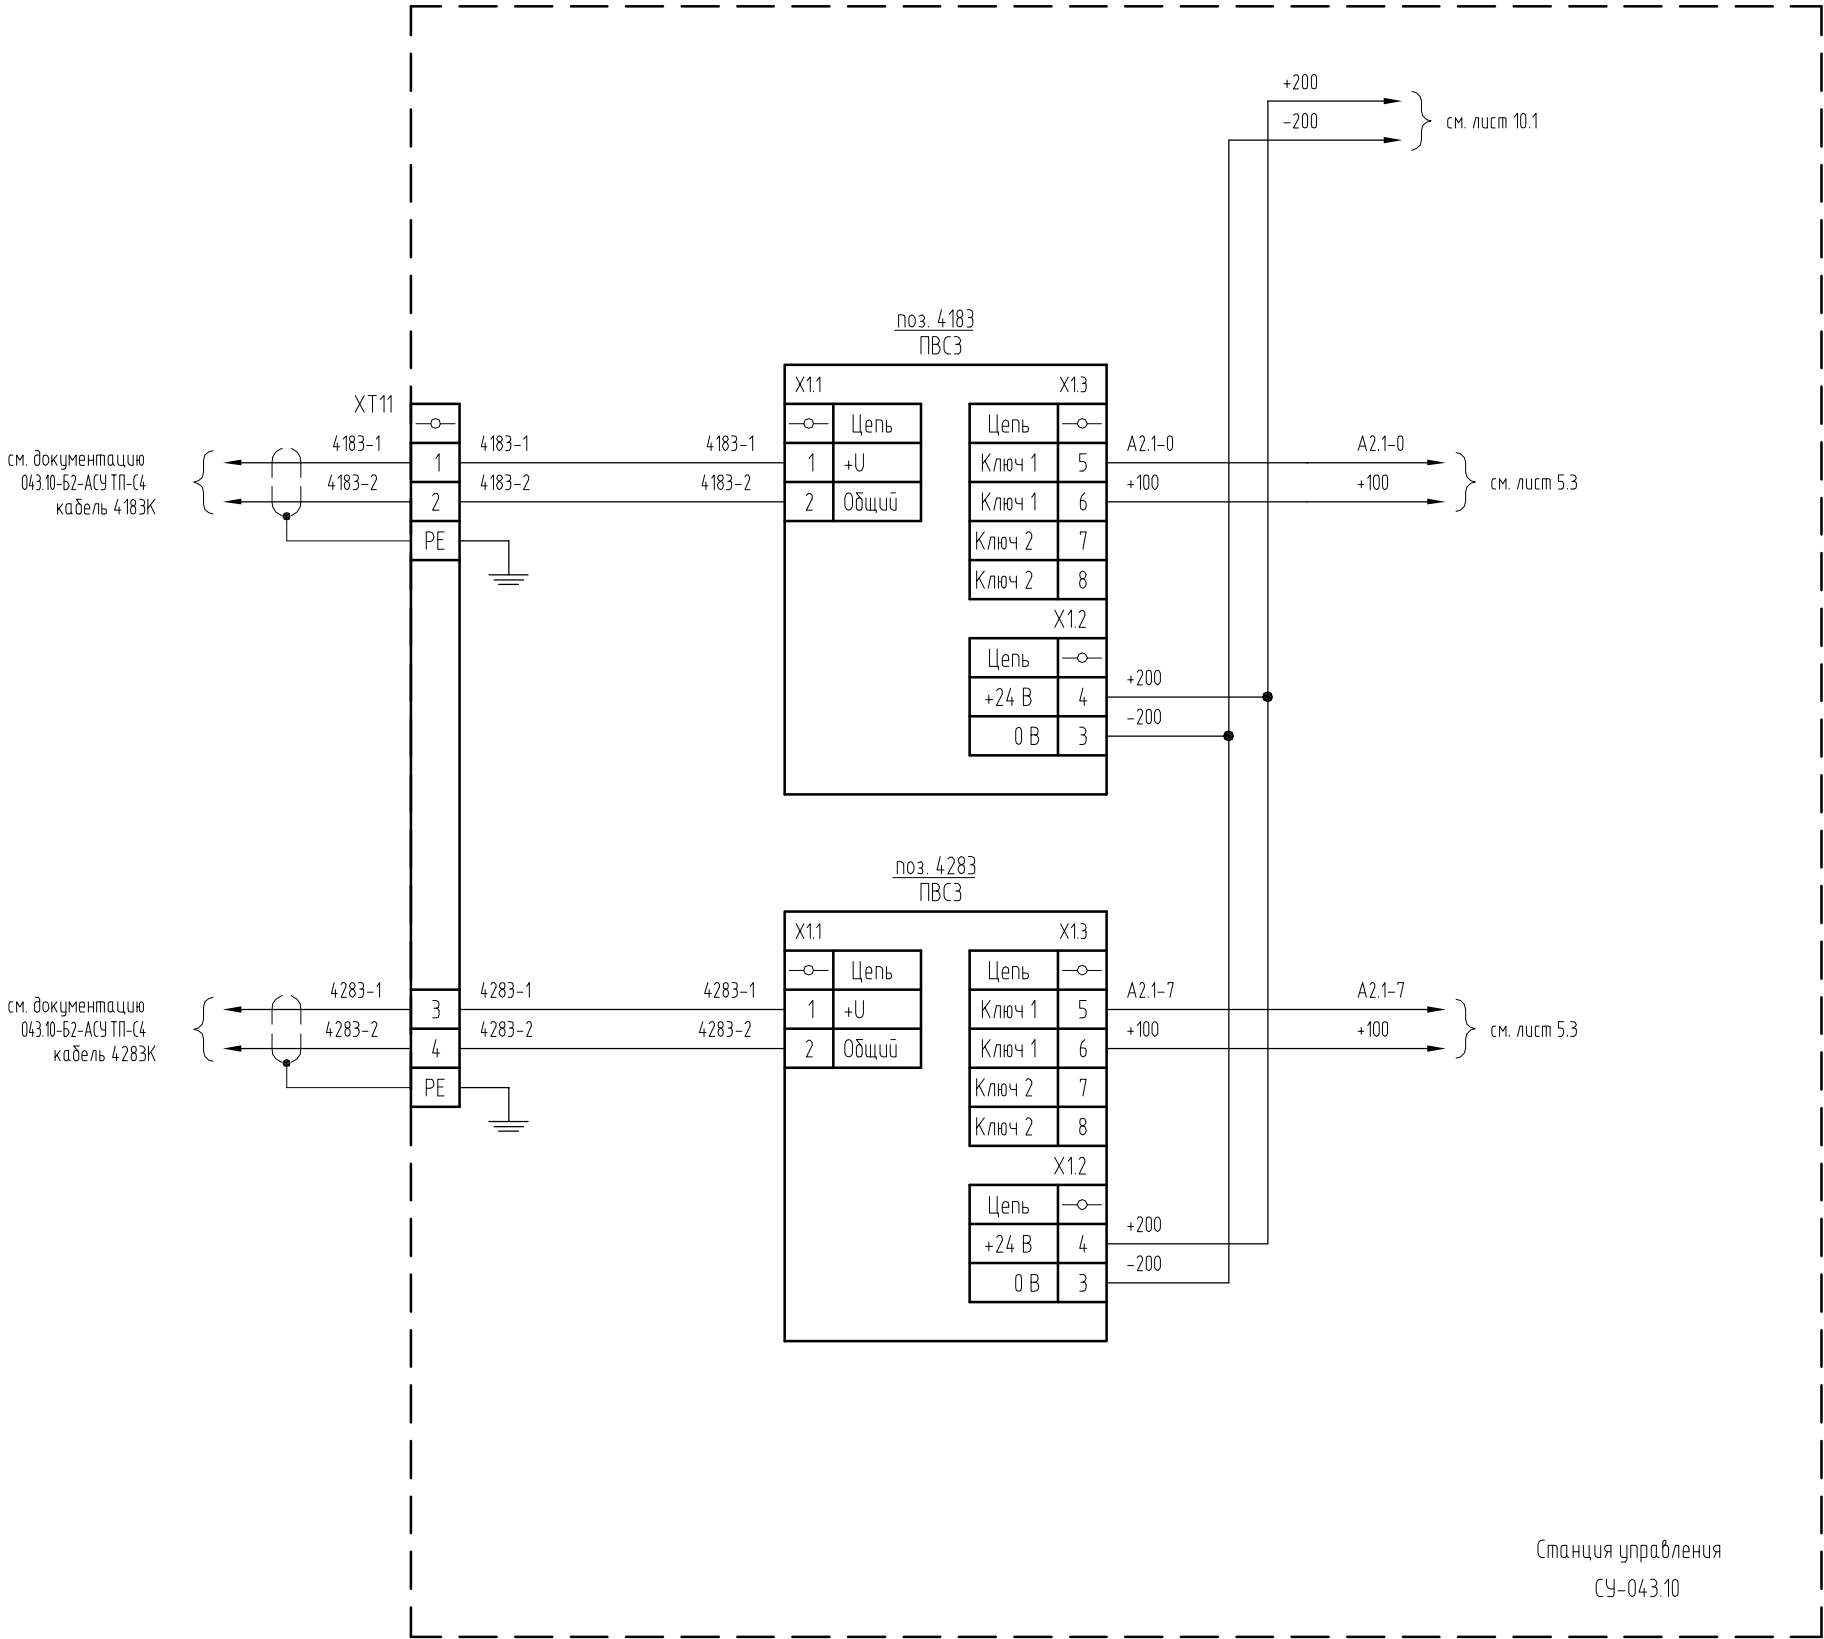 +200
-200
см. лист 10.1
поз. 4183
ПВС3
X1.1
X1.3
XT11
Цепь
Цепь
см. документацию
043.10-Б2-АСУ ТП-С4
кабель 4183К
4183-1
1
4183-1
4183-1
1
+U
Ключ 1
5
A2.1-0
A2.1-0
4183-2
2
4183-2
4183-2
2
Общий
Ключ 1
6
+100
+100
см. лист 5.3
PE
Ключ 2
7
Ключ 2
8
X1.2
Цепь
+24 В
4
+200
0 В
3
-200
поз. 4283
ПВС3
X1.1
X1.3
Цепь
Цепь
см. документацию
043.10-Б2-АСУ ТП-С4
кабель 4283К
4283-1
3
4283-1
4283-1
1
+U
Ключ 1
5
A2.1-7
A2.1-7
4283-2
4
4283-2
4283-2
2
Общий
Ключ 1
6
+100
+100
см. лист 5.3
PE
Ключ 2
7
Ключ 2
8
X1.2
Цепь
+24 В
4
+200
0 В
3
-200
Станция управления
СУ-043.10